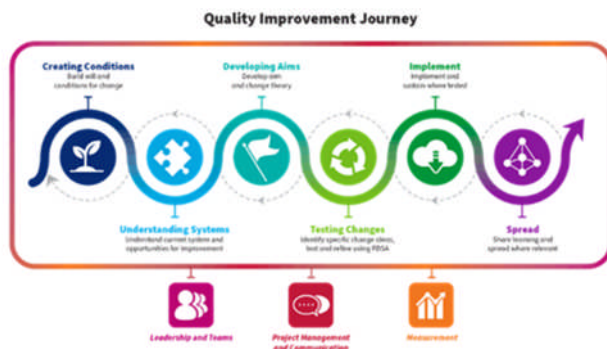 Quality Improvement Journey
Creating Conditions
Build will and
conditions for change
Developing Aims
Develop aim
and change theory
Implement
Implement and
sustain where tested
Understanding Systems
Understand current system and
opportunities for improvement
Testing Changes
Identify specific change ideas,
test and refine using PDSA
Spread
Share learning and
spread where relevant
Leadership and Teams
Project Management
and Communication
Measurement